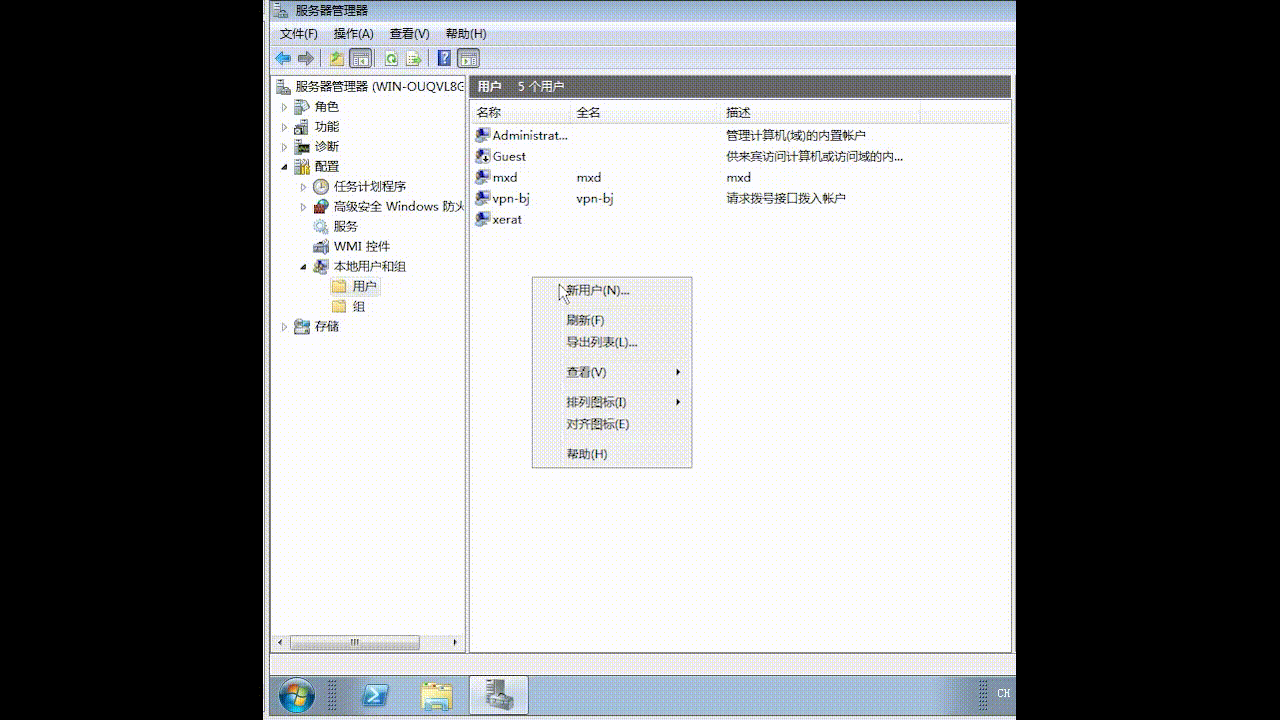 服务器管理器
文件(F) 操作(A) 查看(V) 帮助(H)
服务器管理器 (WIN-OUQVL8G
角色
功能
诊断
配置
任务计划程序
高级安全 Windows 防火
服务
WMI 控件
本地用户和组
用户
组
存储
用户 5 个用户
名称 全名 描述
Administrat... 管理计算机(域)的内置帐户
Guest 供来宾访问计算机或访问域的内...
mxd mxd mxd
vpn-bj vpn-bj 请求拨号接口拨入帐户
xerat
新用户(N)...
刷新(F)
导出列表(L)...
查看(V)
排列图标(I)
对齐图标(E)
帮助(H)
CH